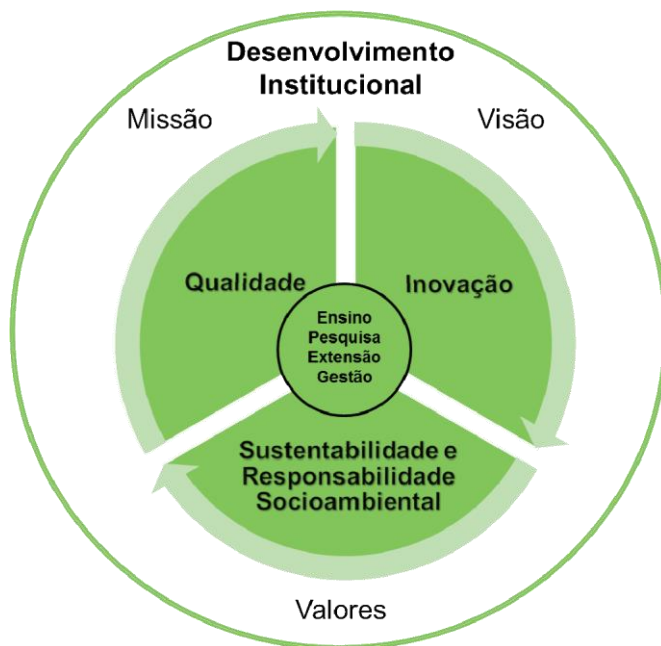 Desenvolvimento
Institucional
Missão
Visão
Qualidade
Inovação
Ensino
Pesquisa
Extensão
Gestão
Sustentabilidade e
Responsabilidade
Socioambiental
Valores